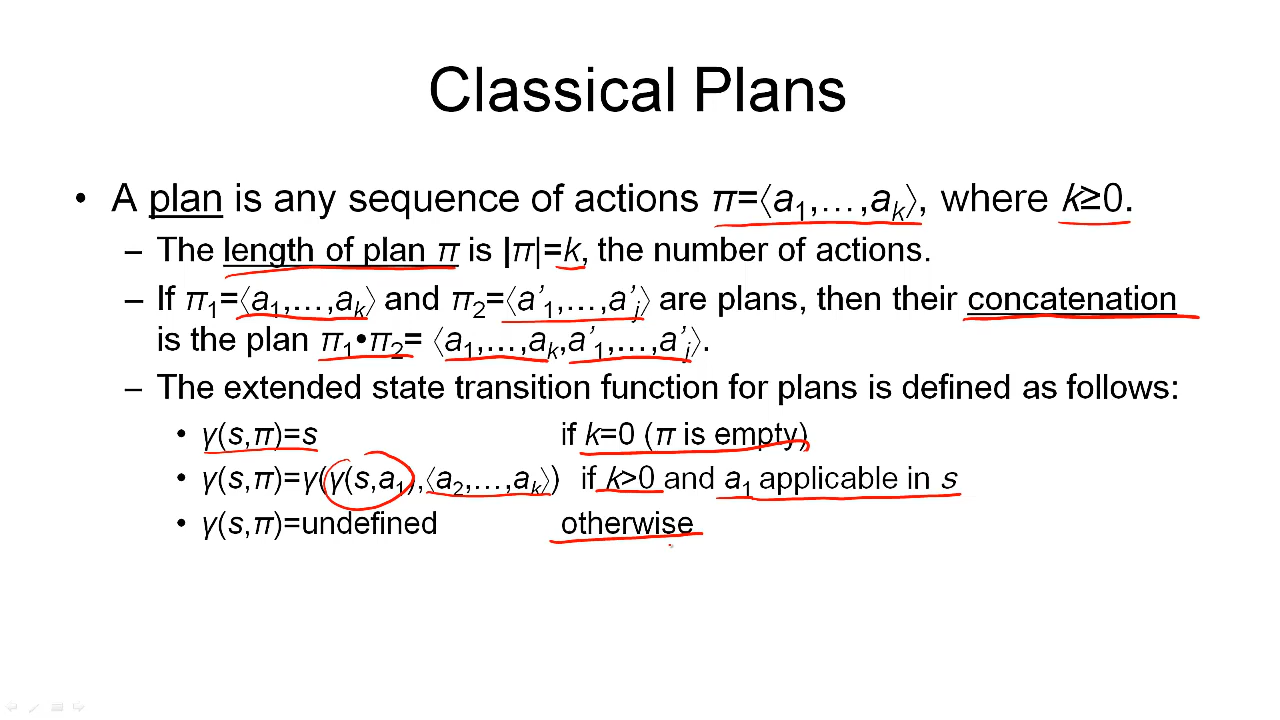 Classical Plans
• A plan is any sequence of actions π=⟨a1,…,ak⟩, where k≥0.
– The length of plan π is |π|=k, the number of actions.
– If π1=⟨a1,…,ak⟩ and π2=⟨a’1,…,a’j⟩ are plans, then their concatenation
is the plan π1•π2= ⟨a1,…,ak,a’1,…,a’j⟩.
– The extended state transition function for plans is defined as follows:
• γ(s,π)=s if k=0 (π is empty)
• γ(s,π)=γ(γ(s,a1),⟨a2,…,ak⟩) if k>0 and a1 applicable in s
• γ(s,π)=undefined otherwise